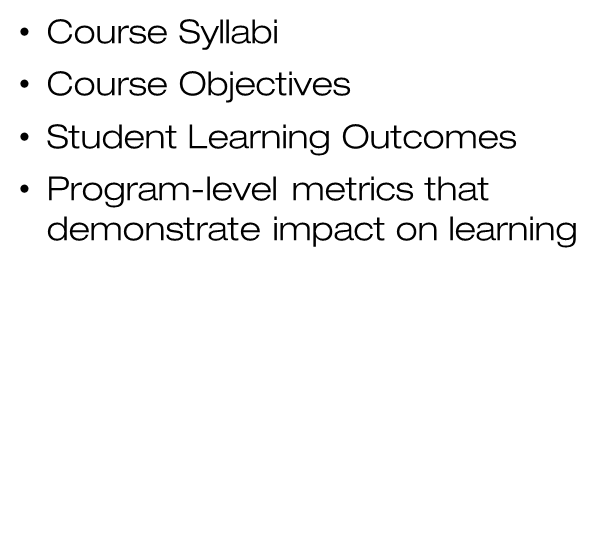 • Course Syllabi
• Course Objectives
• Student Learning Outcomes
• Program-level metrics that
demonstrate impact on learning